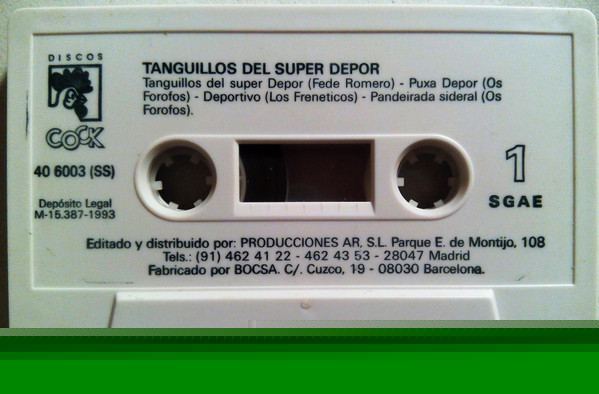 DISCOS
COCK
TANGUILLOS DEL SUPER DEPOR
Tanguillos del super Depor (Fede Romero) - Puxa Depor (Os
Forofos) - Deportivo (Los Freneticos) - Pandeirada sideral (Os
Forofos).
40 6003 (SS)
Depósito Legal
M-15.387-1993
1
SGAE
Editado y distribuido por: PRODUCCIONES AR, S.L. Parque E. de Montijo, 108
Tels.: (91) 462 41 22 - 462 43 53 - 28047 Madrid
Fabricado por BOCSA. C/. Cuzco, 19 - 08030 Barcelona.